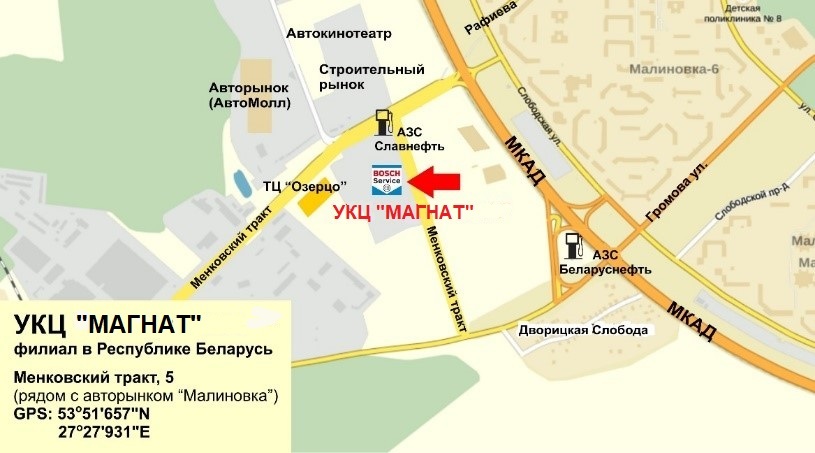 Детская
поликлиника № 8
Рафиева
Автокинотеатр
Строительный
рынок
Малиновка-6
Авторынок
(АвтоМолл)
Слободская ул.
АЗС
Славнефть
МКАД
BOSCH
Service
ТЦ “Озерцо”
Громова ул.
Слободской пр-д
УКЦ "МАГНАТ"
Менковский тракт
Менковский тракт
АЗС
Беларуснефть
МКАД
Дворицкая Слобода
УКЦ "МАГНАТ"
филиал в Республике Беларусь
Менковский тракт, 5
(рядом с авторынком “Малиновка”)
GPS: 53°51'657"N
27°27'931"E